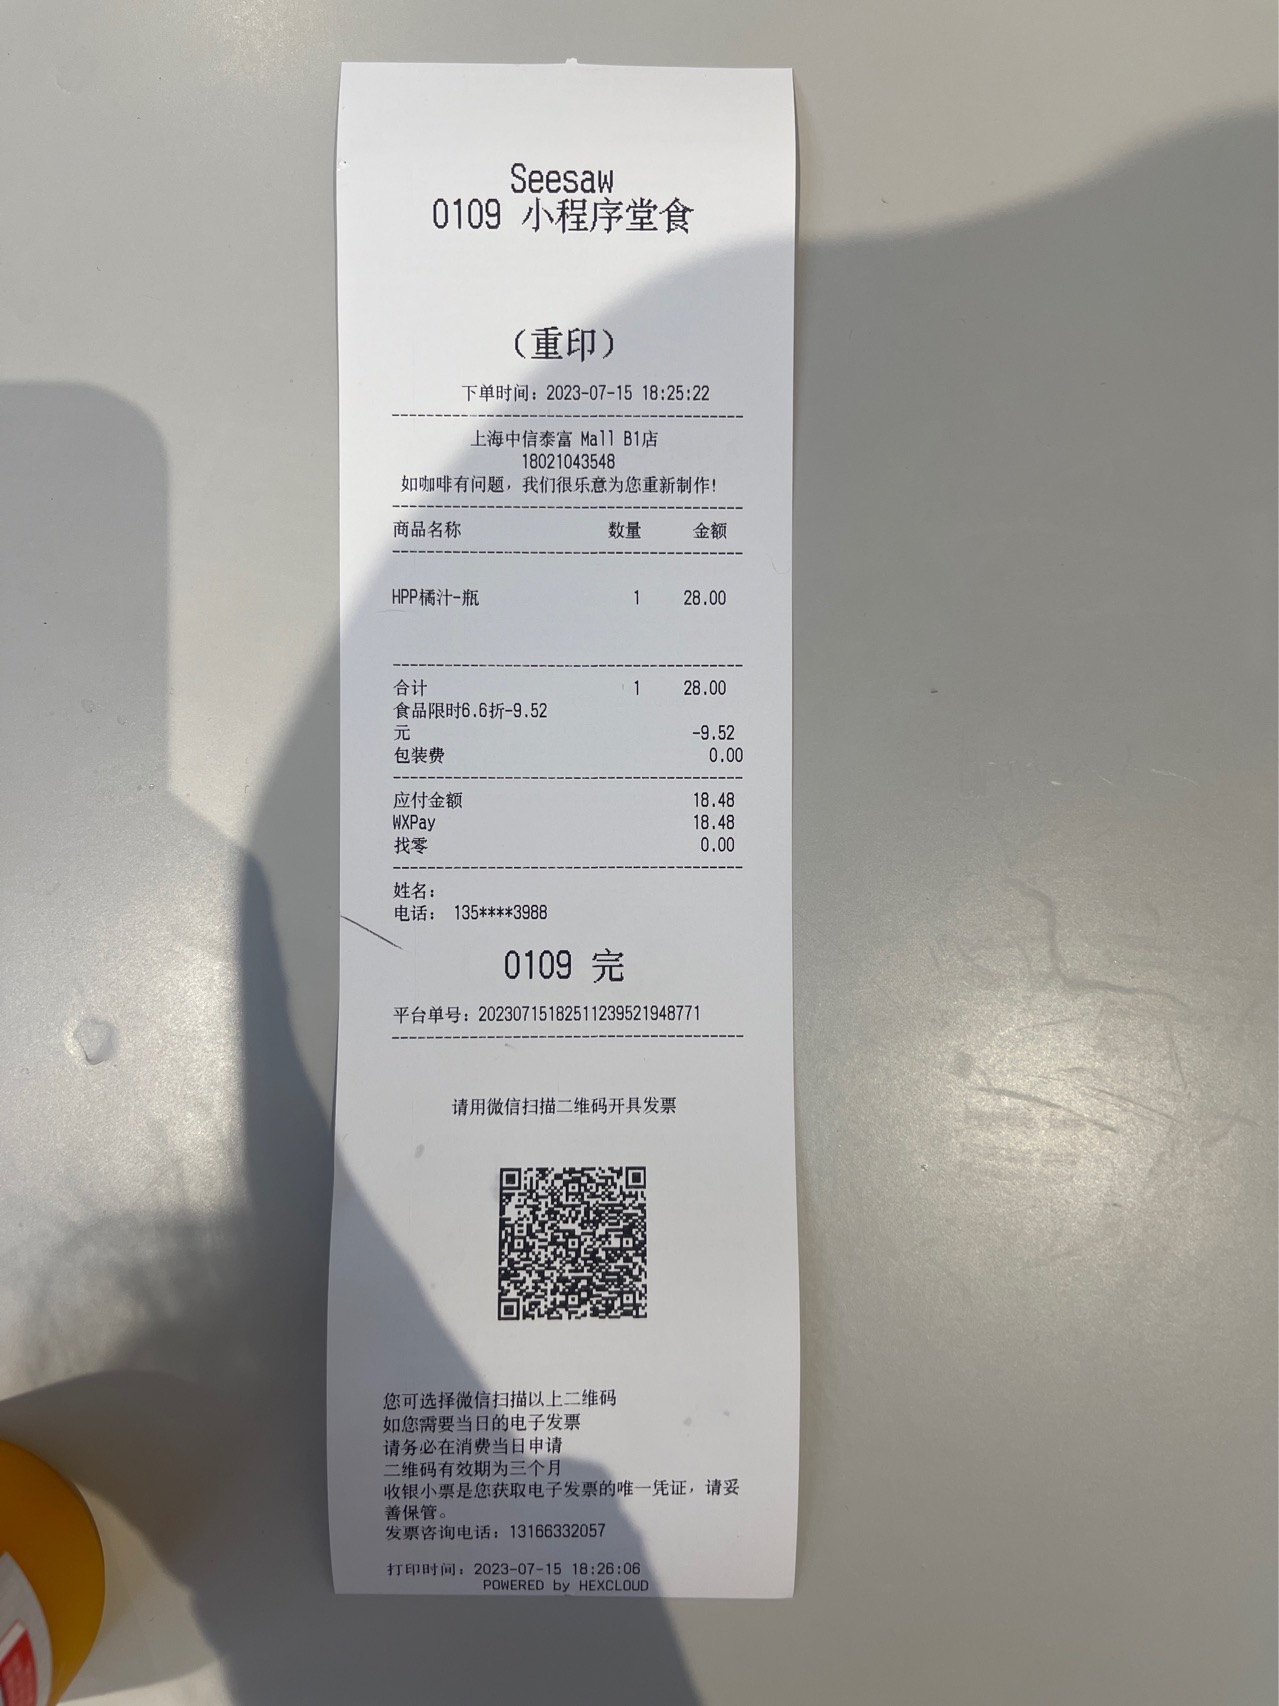 Seesaw
0109 小程序堂食
（重印）
下单时间：2023-07-15 18:25:22
上海中信泰富 Mall B1店
18021043548
如咖啡有问题，我们很乐意为您重新制作！
商品名称 数量 金额
HPP橘汁-瓶 1 28.00
合计 1 28.00
食品限时6.6折-9.52
元 -9.52
包装费 0.00
应付金额 18.48
WXPay 18.48
找零 0.00
姓名：
电话： 135****3988
0109 完
平台单号：20230715182511239521948771
请用微信扫描二维码开具发票
您可选择微信扫描以上二维码
如您需要当日的电子发票
请务必在消费当日申请
二维码有效期为三个月
收银小票是您获取电子发票的唯一凭证，请妥
善保管。
发票咨询电话：13166332057
打印时间：2023-07-15 18:26:06
POWERED by HEXCLOUD